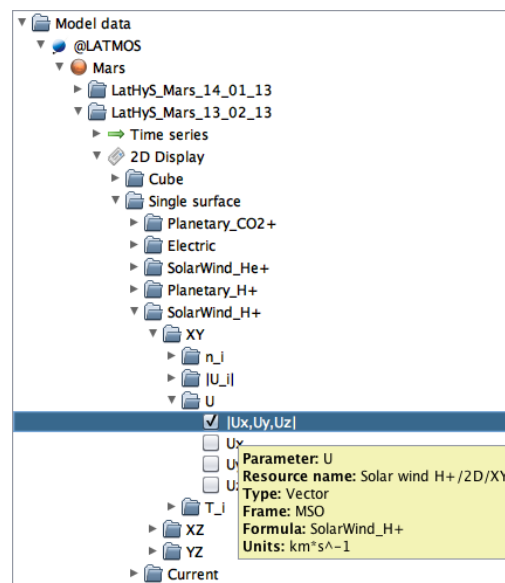 Model data
@LATMOS
Mars
LatHyS_Mars_14_01_13
LatHyS_Mars_13_02_13
Time series
2D Display
Cube
Single surface
Planetary_CO2+
Electric
SolarWind_He+
Planetary_H+
SolarWind_H+
XY
n_i
|U_i|
U
|Ux,Uy,Uz|
Ux
Parameter: U
Resource name: Solar wind H+/2D/XY
Type: Vector
Frame: MSO
Formula: SolarWind_H+
Units: km*s^-1
T_i
XZ
YZ
Current